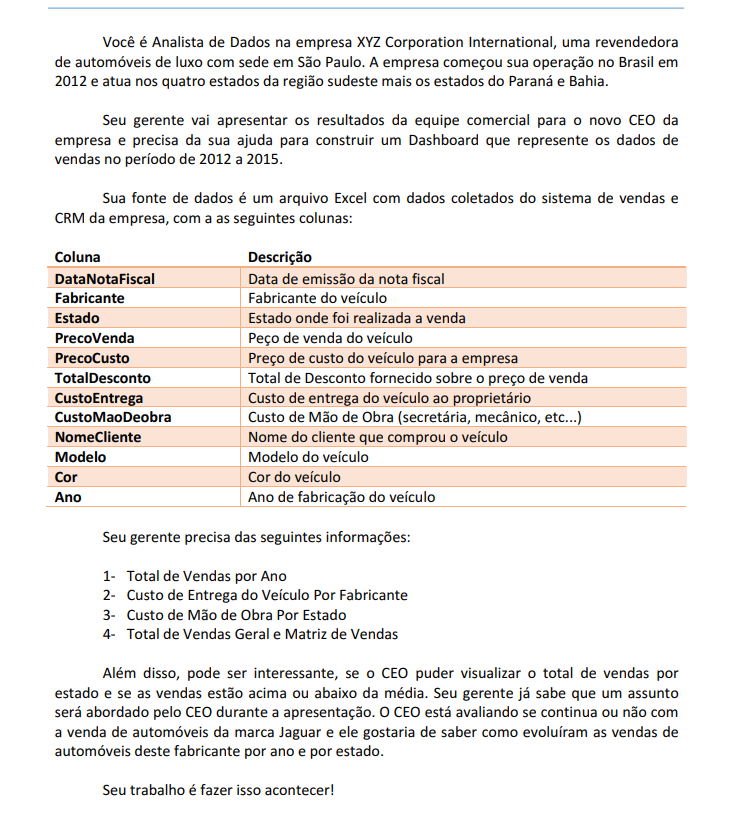 Você é Analista de Dados na empresa XYZ Corporation International, uma revendedora
de automóveis de luxo com sede em São Paulo. A empresa começou sua operação no Brasil em
2012 e atua nos quatro estados da região sudeste mais os estados do Paraná e Bahia.
Seu gerente vai apresentar os resultados da equipe comercial para o novo CEO da
empresa e precisa da sua ajuda para construir um Dashboard que represente os dados de
vendas no período de 2012 a 2015.
Sua fonte de dados é um arquivo Excel com dados coletados do sistema de vendas e
CRM da empresa, com a as seguintes colunas:
Coluna Descrição
DataNotaFiscal Data de emissão da nota fiscal
Fabricante Fabricante do veículo
Estado Estado onde foi realizada a venda
PrecoVenda Peço de venda do veículo
PrecoCusto Preço de custo do veículo para a empresa
TotalDesconto Total de Desconto fornecido sobre o preço de venda
CustoEntrega Custo de entrega do veículo ao proprietário
CustoMaoDeobra Custo de Mão de Obra (secretária, mecânico, etc...)
NomeCliente Nome do cliente que comprou o veículo
Modelo Modelo do veículo
Cor Cor do veículo
Ano Ano de fabricação do veículo
Seu gerente precisa das seguintes informações:
1- Total de Vendas por Ano
2- Custo de Entrega do Veículo Por Fabricante
3- Custo de Mão de Obra Por Estado
4- Total de Vendas Geral e Matriz de Vendas
Além disso, pode ser interessante, se o CEO puder visualizar o total de vendas por
estado e se as vendas estão acima ou abaixo da média. Seu gerente já sabe que um assunto
será abordado pelo CEO durante a apresentação. O CEO está avaliando se continua ou não com
a venda de automóveis da marca Jaguar e ele gostaria de saber como evoluíram as vendas de
automóveis deste fabricante por ano e por estado.
Seu trabalho é fazer isso acontecer!